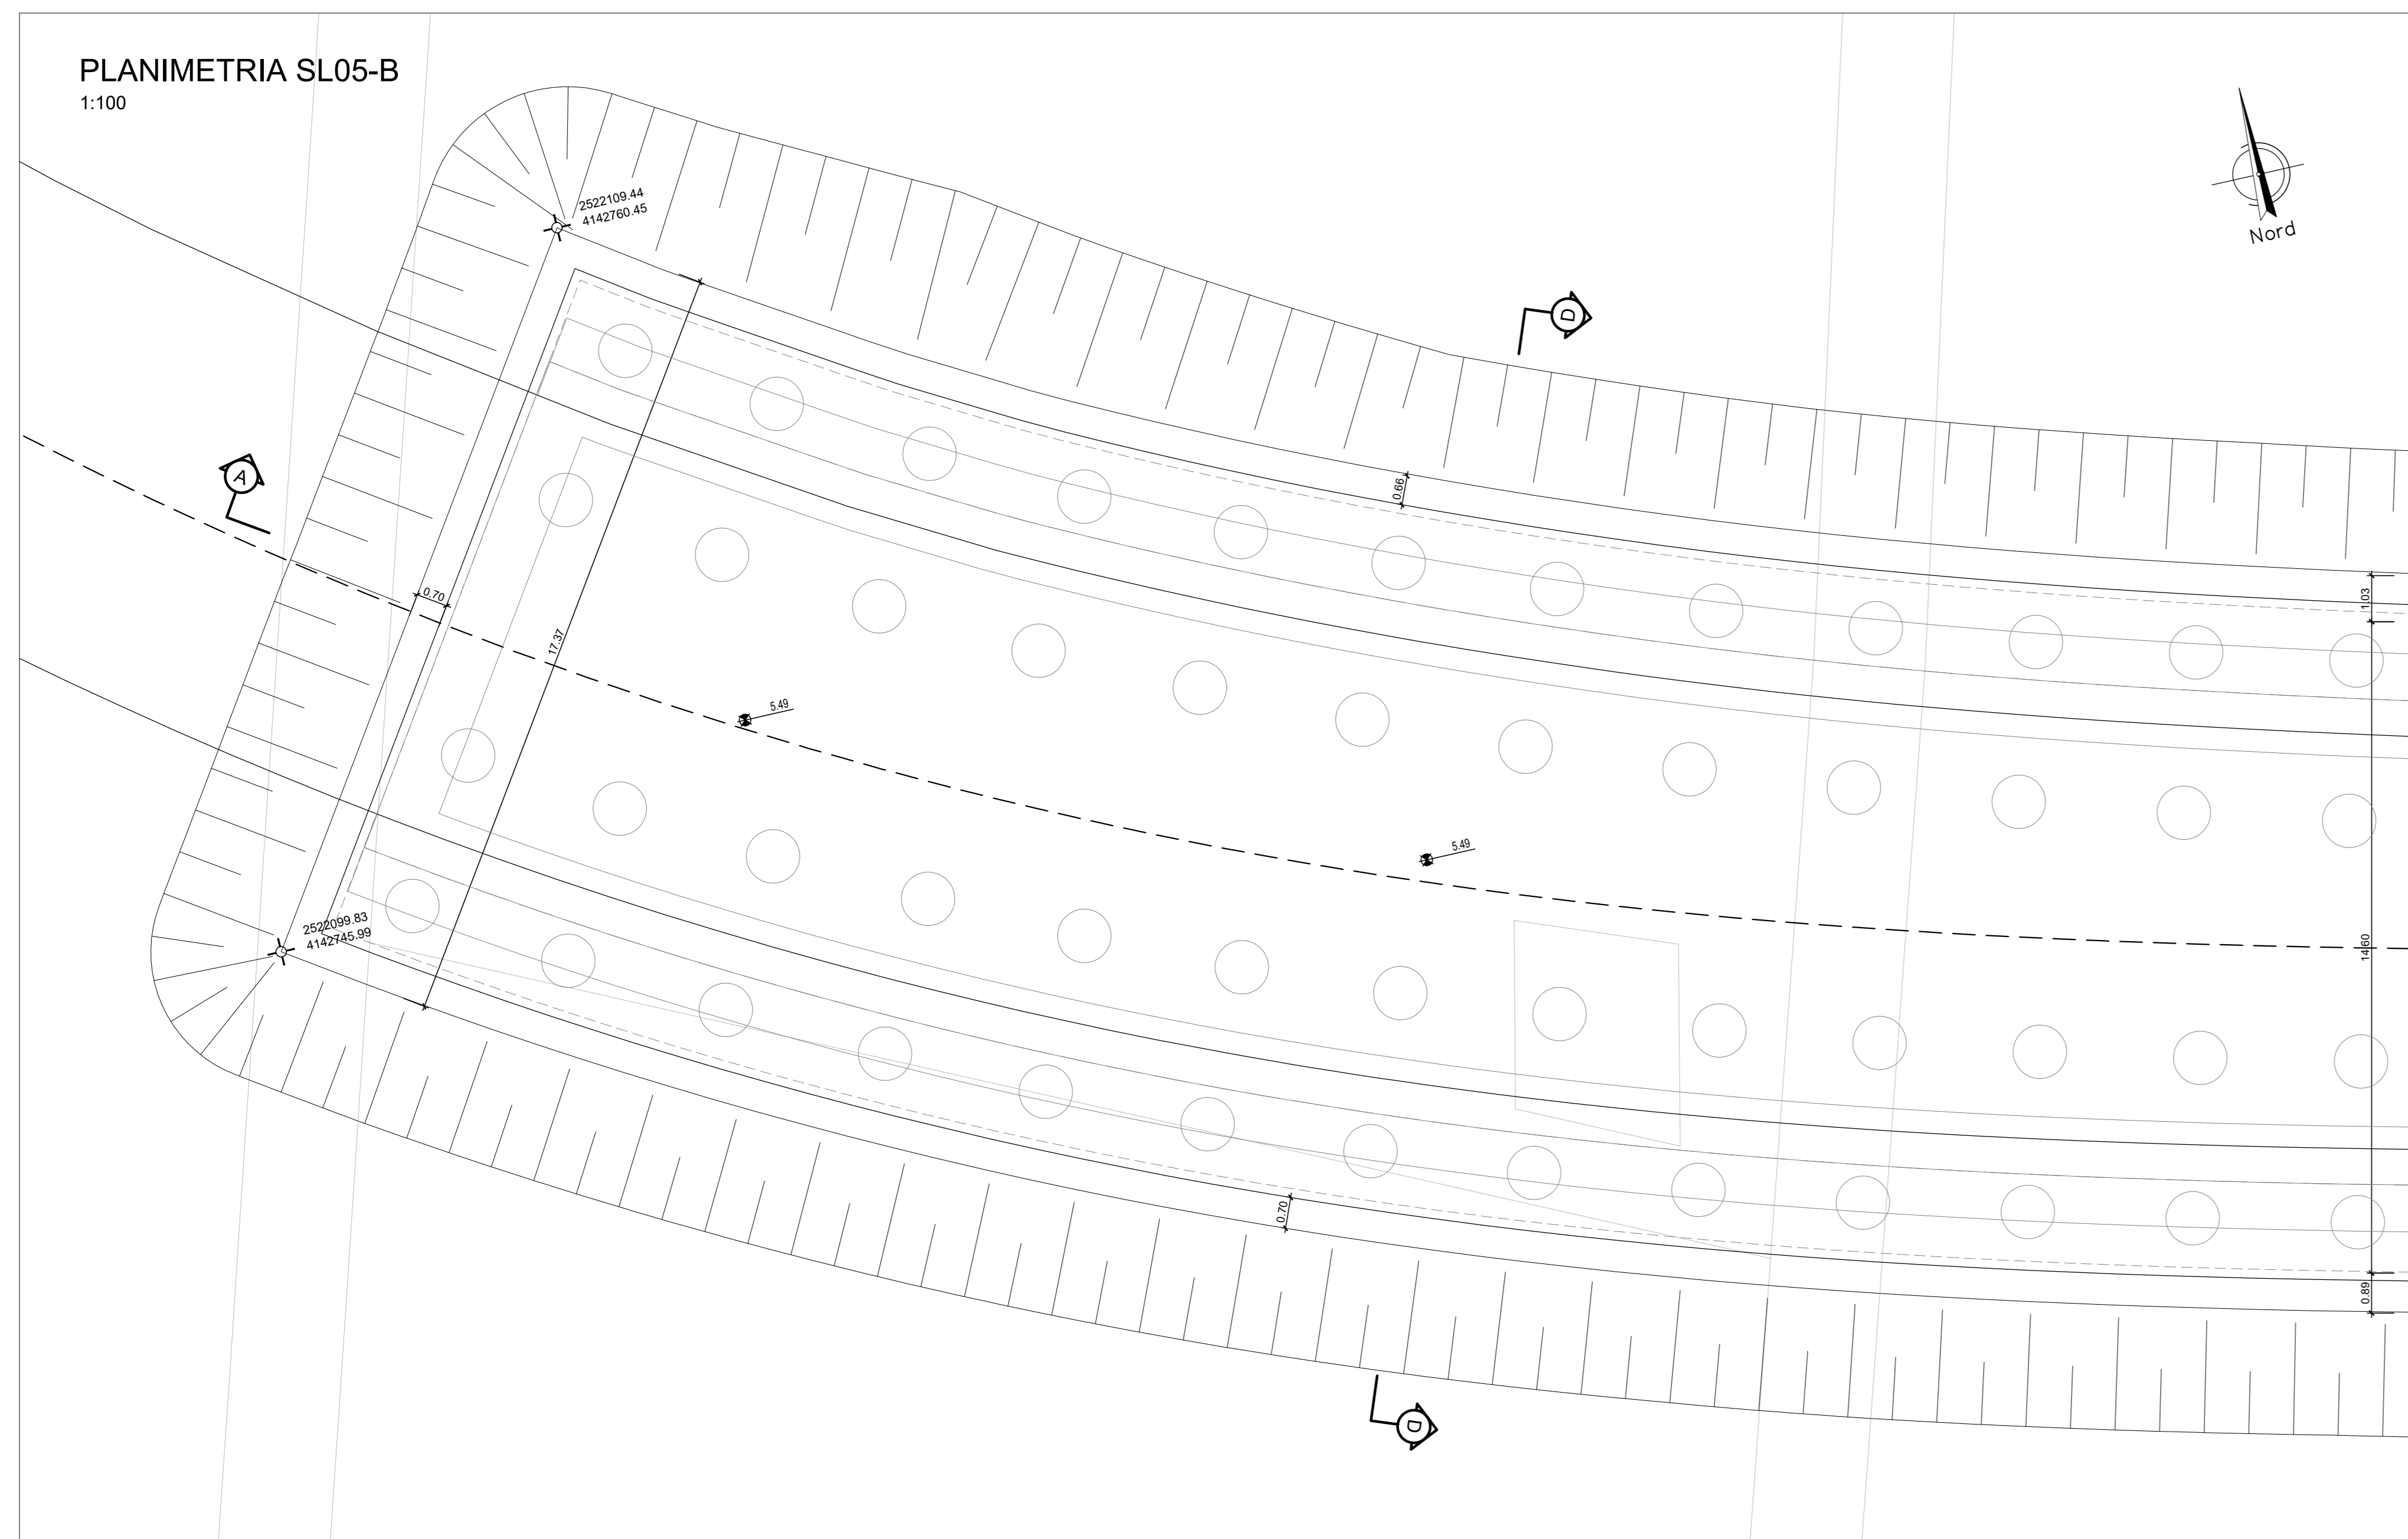 PLANIMETRIA SL05-B
1:100
2522109.44
4142760.45
Nord
D
A
0.66
0.70
17.37
1.03
5.49
5.49
14.60
2522099.83
4142745.99
0.70
0.89
D